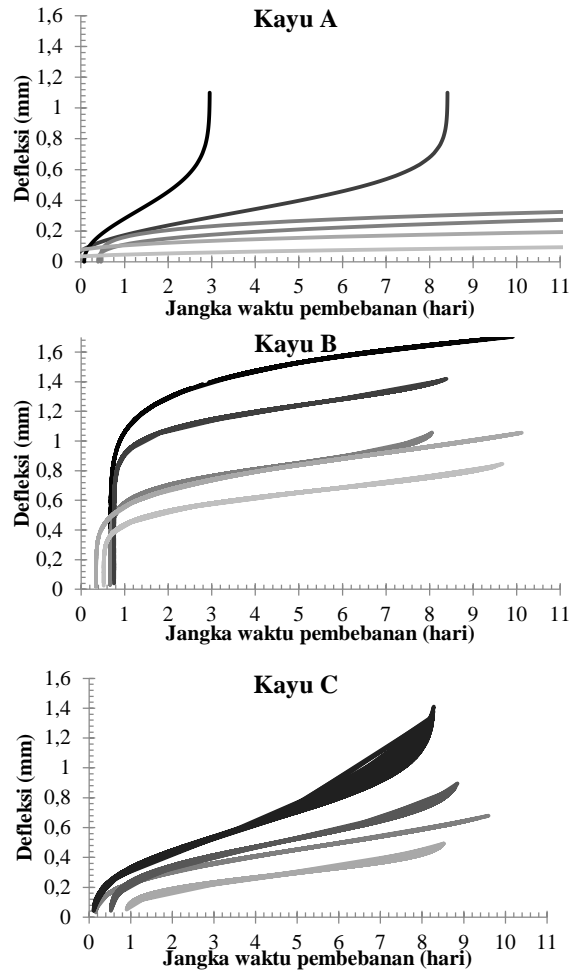 Kayu A
Defleksi (mm)
1,6
1,4
1,2
1
0,8
0,6
0,4
0,2
0
0 1 2 3 4 5 6 7 8 9 10 11
Jangka waktu pembebanan (hari)
Kayu B
Defleksi (mm)
1,6
1,4
1,2
1
0,8
0,6
0,4
0,2
0
0 1 2 3 4 5 6 7 8 9 10 11
Jangka waktu pembebanan (hari)
Kayu C
Defleksi (mm)
1,6
1,4
1,2
1
0,8
0,6
0,4
0,2
0
0 1 2 3 4 5 6 7 8 9 10 11
Jangka waktu pembebanan (hari)